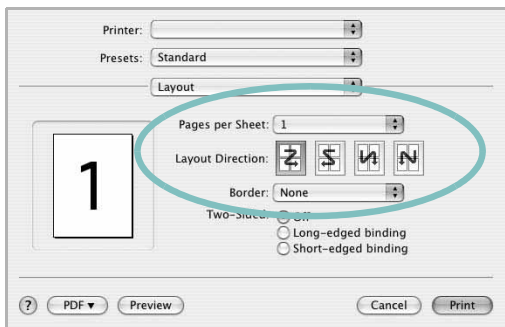 Printer:
Presets: Standard
Layout
Pages per Sheet: 1
Layout Direction:
Border: None
Two-Sided: Off
Long-edged binding
Short-edged binding
1
? PDF▼ Preview Cancel Print